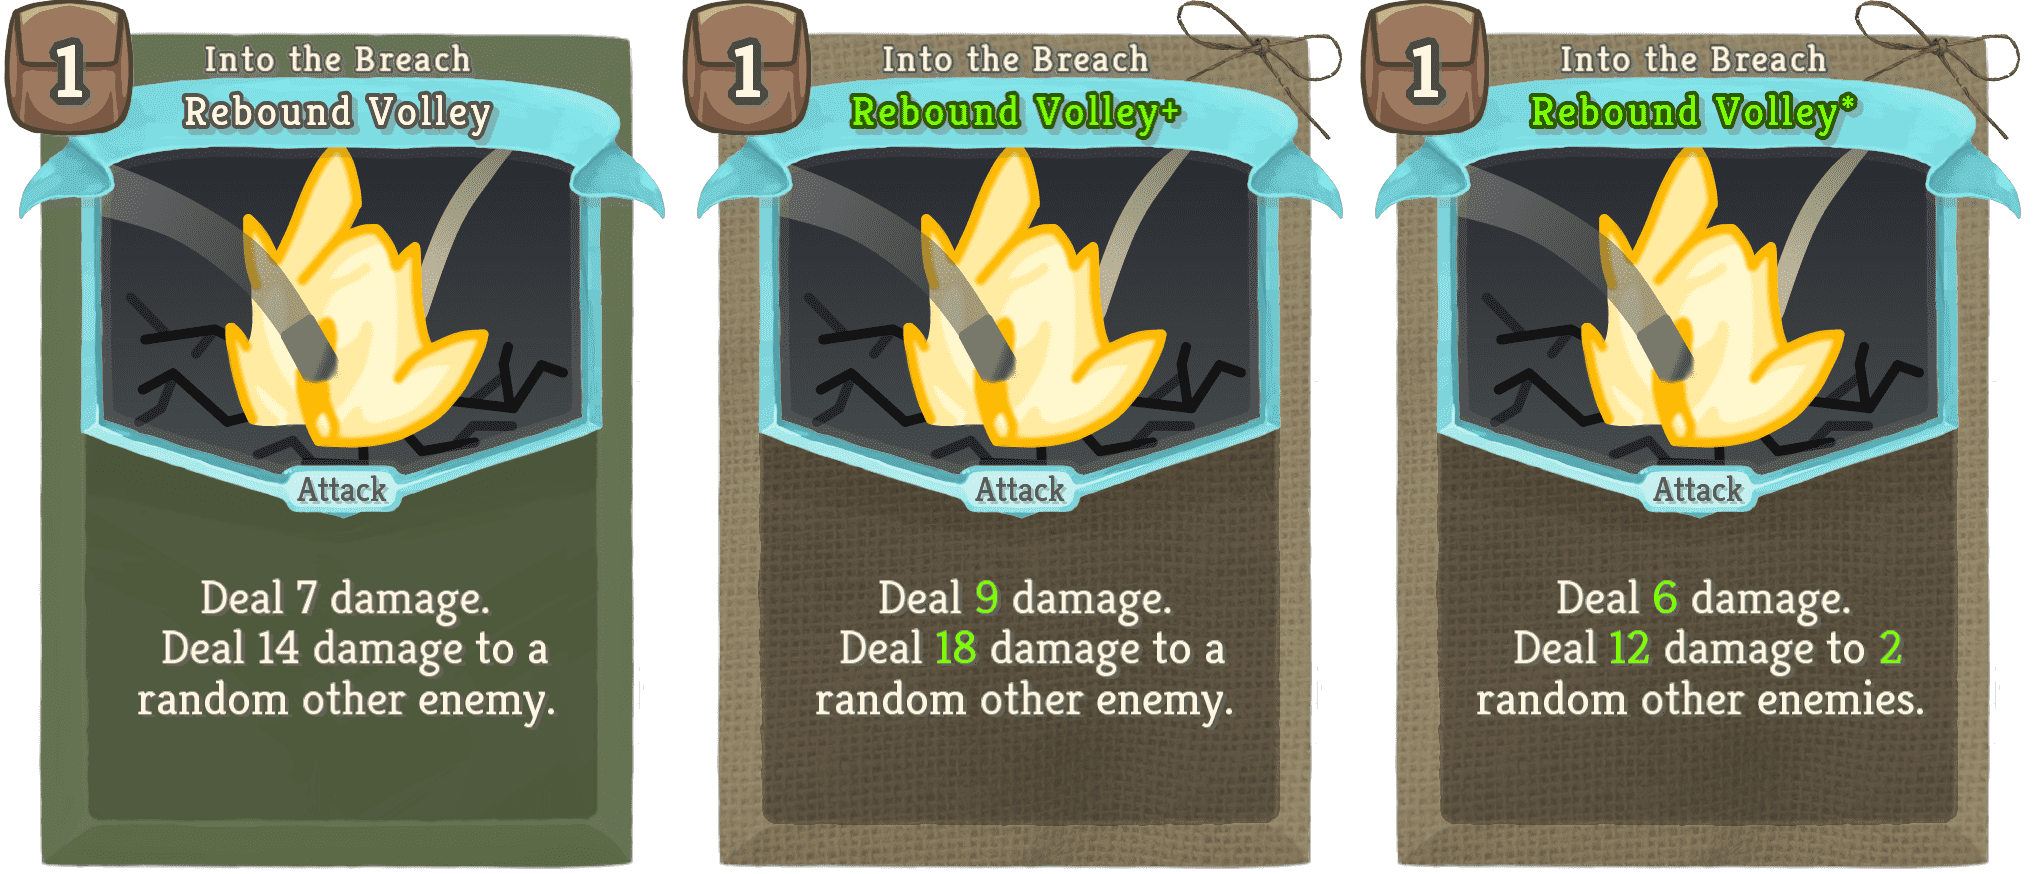 1
Into the Breach
Rebound Volley
Attack
Deal 7 damage.
Deal 14 damage to a
random other enemy.
1
Into the Breach
Rebound Volley+
Attack
Deal 9 damage.
Deal 18 damage to a
random other enemy.
1
Into the Breach
Rebound Volley*
Attack
Deal 6 damage.
Deal 12 damage to 2
random other enemies.